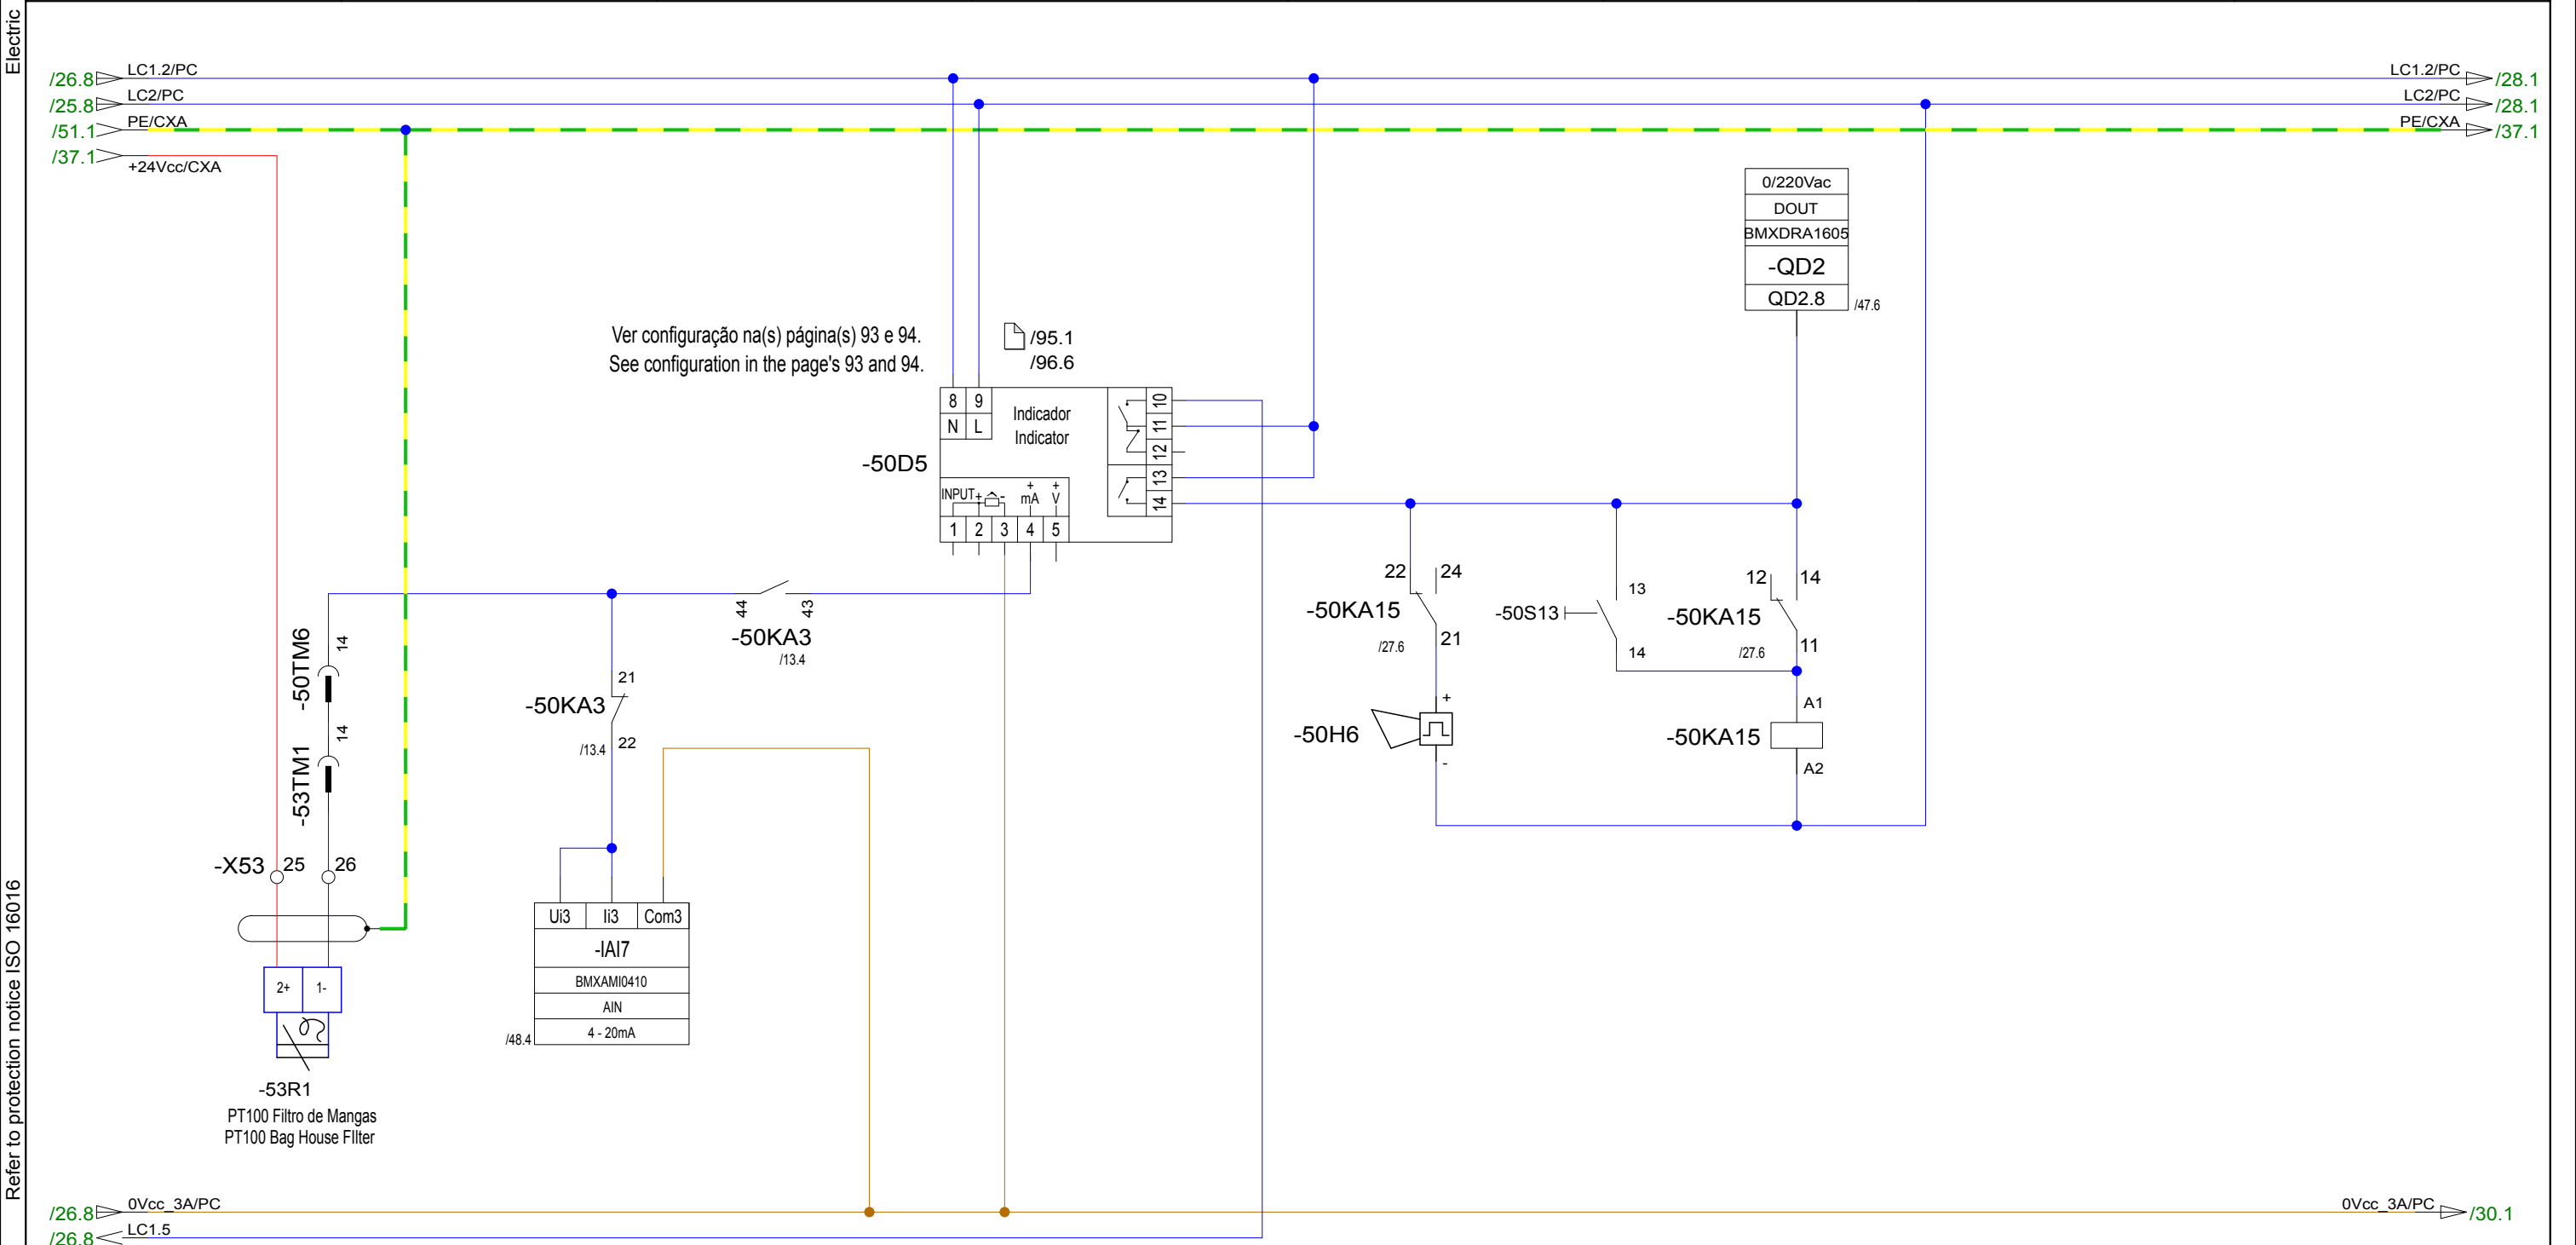 Electric
Refer to protection notice ISO 16016
/26.8
LC1.2/PC
LC1.2/PC
/28.1
/25.8
LC2/PC
LC2/PC
/28.1
/51.1
PE/CXA
PE/CXA
/37.1
/37.1
+24Vcc/CXA
0/220Vac
DOUT
BMXDRA1605
-QD2
QD2.8
/47.6
Ver configuração na(s) página(s) 93 e 94.
See configuration in the page's 93 and 94.
/95.1
/96.6
8 9
N L
Indicador
Indicator
10
11
12
13
14
-50D5
INPUT + - + mA + V
1 2 3 4 5
44 43
-50KA3
/13.4
-50TM6
14
-53TM1
14
21
-50KA3
/13.4
22
22 24
-50KA15
/27.6
21
13
-50S13
14
12 14
-50KA15
/27.6
11
+
-50H6
-
A1
-50KA15
A2
-X53 25 26
Ui3 Ii3 Com3
-IAI7
BMXAMI0410
AIN
4 - 20mA
/48.4
2+ 1-
-53R1
PT100 Filtro de Mangas
PT100 Bag House FIlter
/26.8
0Vcc_3A/PC
0Vcc_3A/PC
/30.1
/26.8
LC1.5